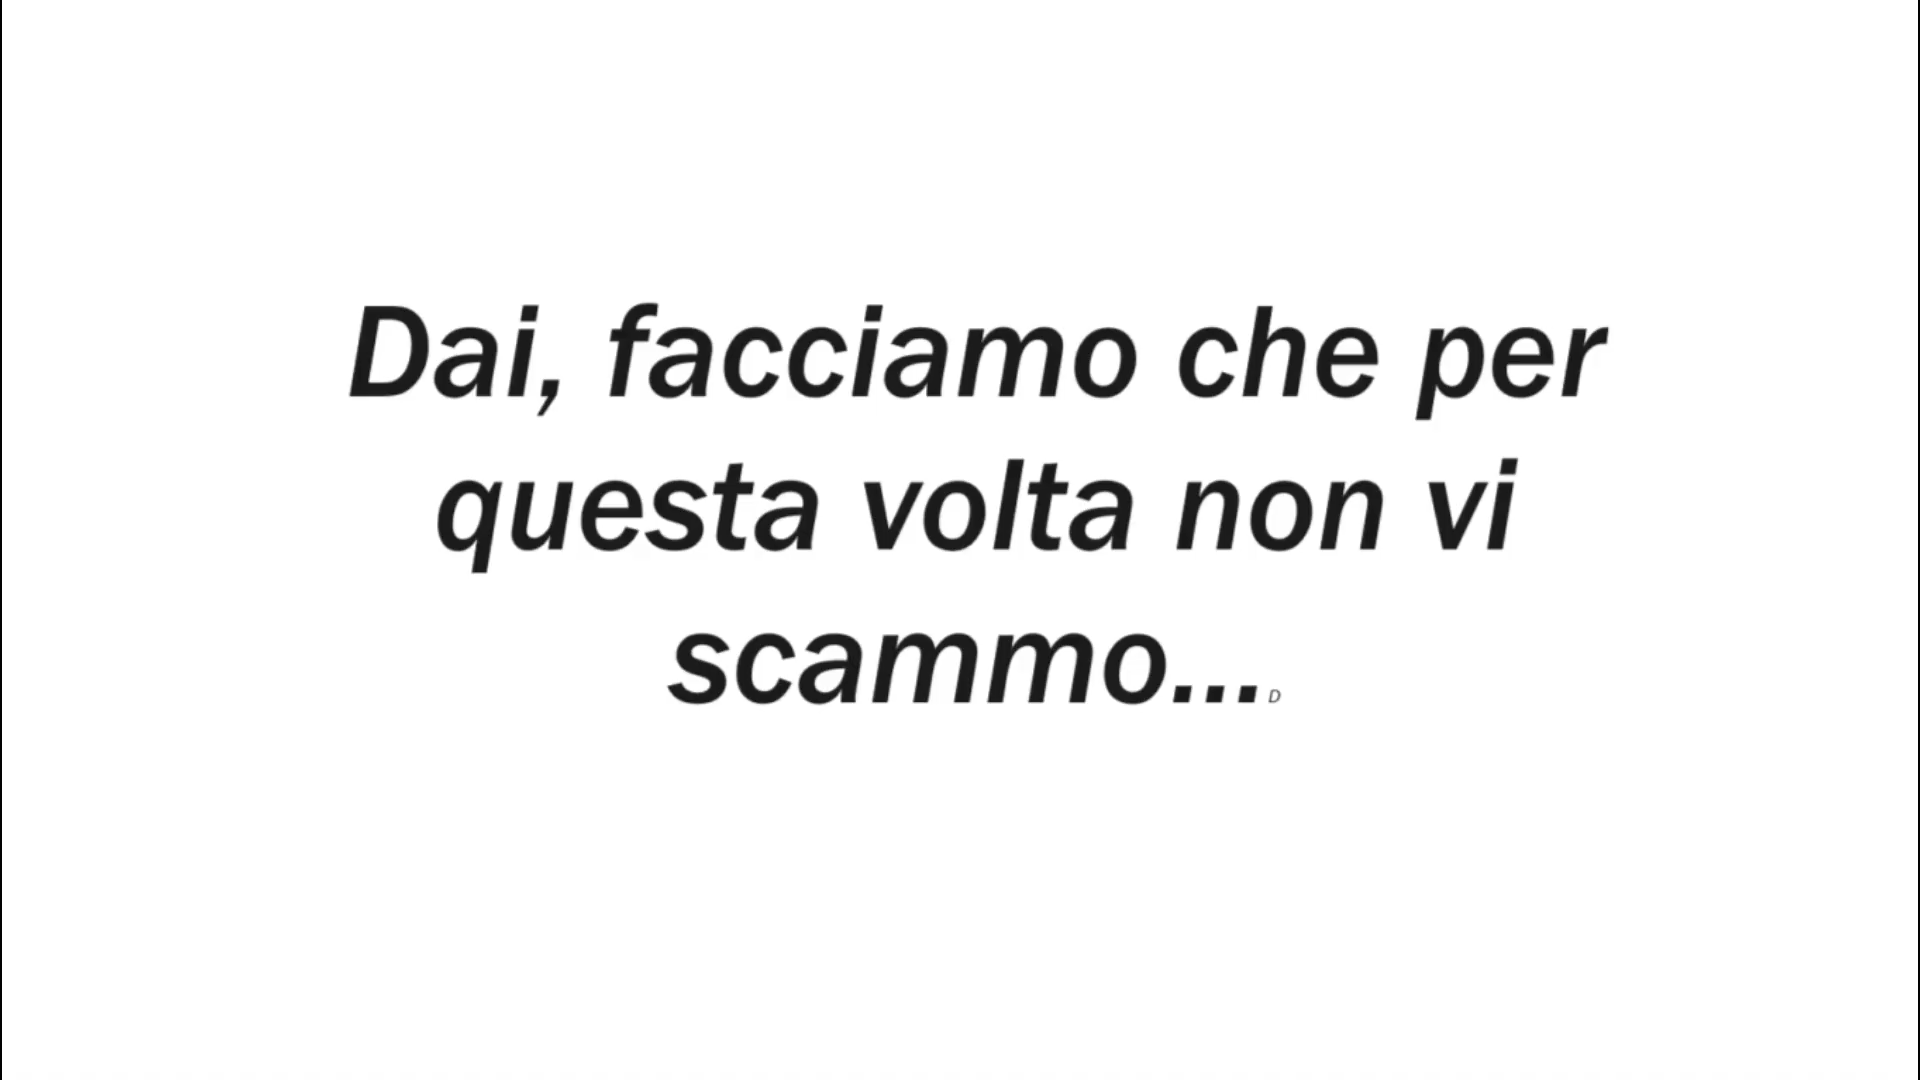 Dai, facciamo che per
questa volta non vi
scammo...D